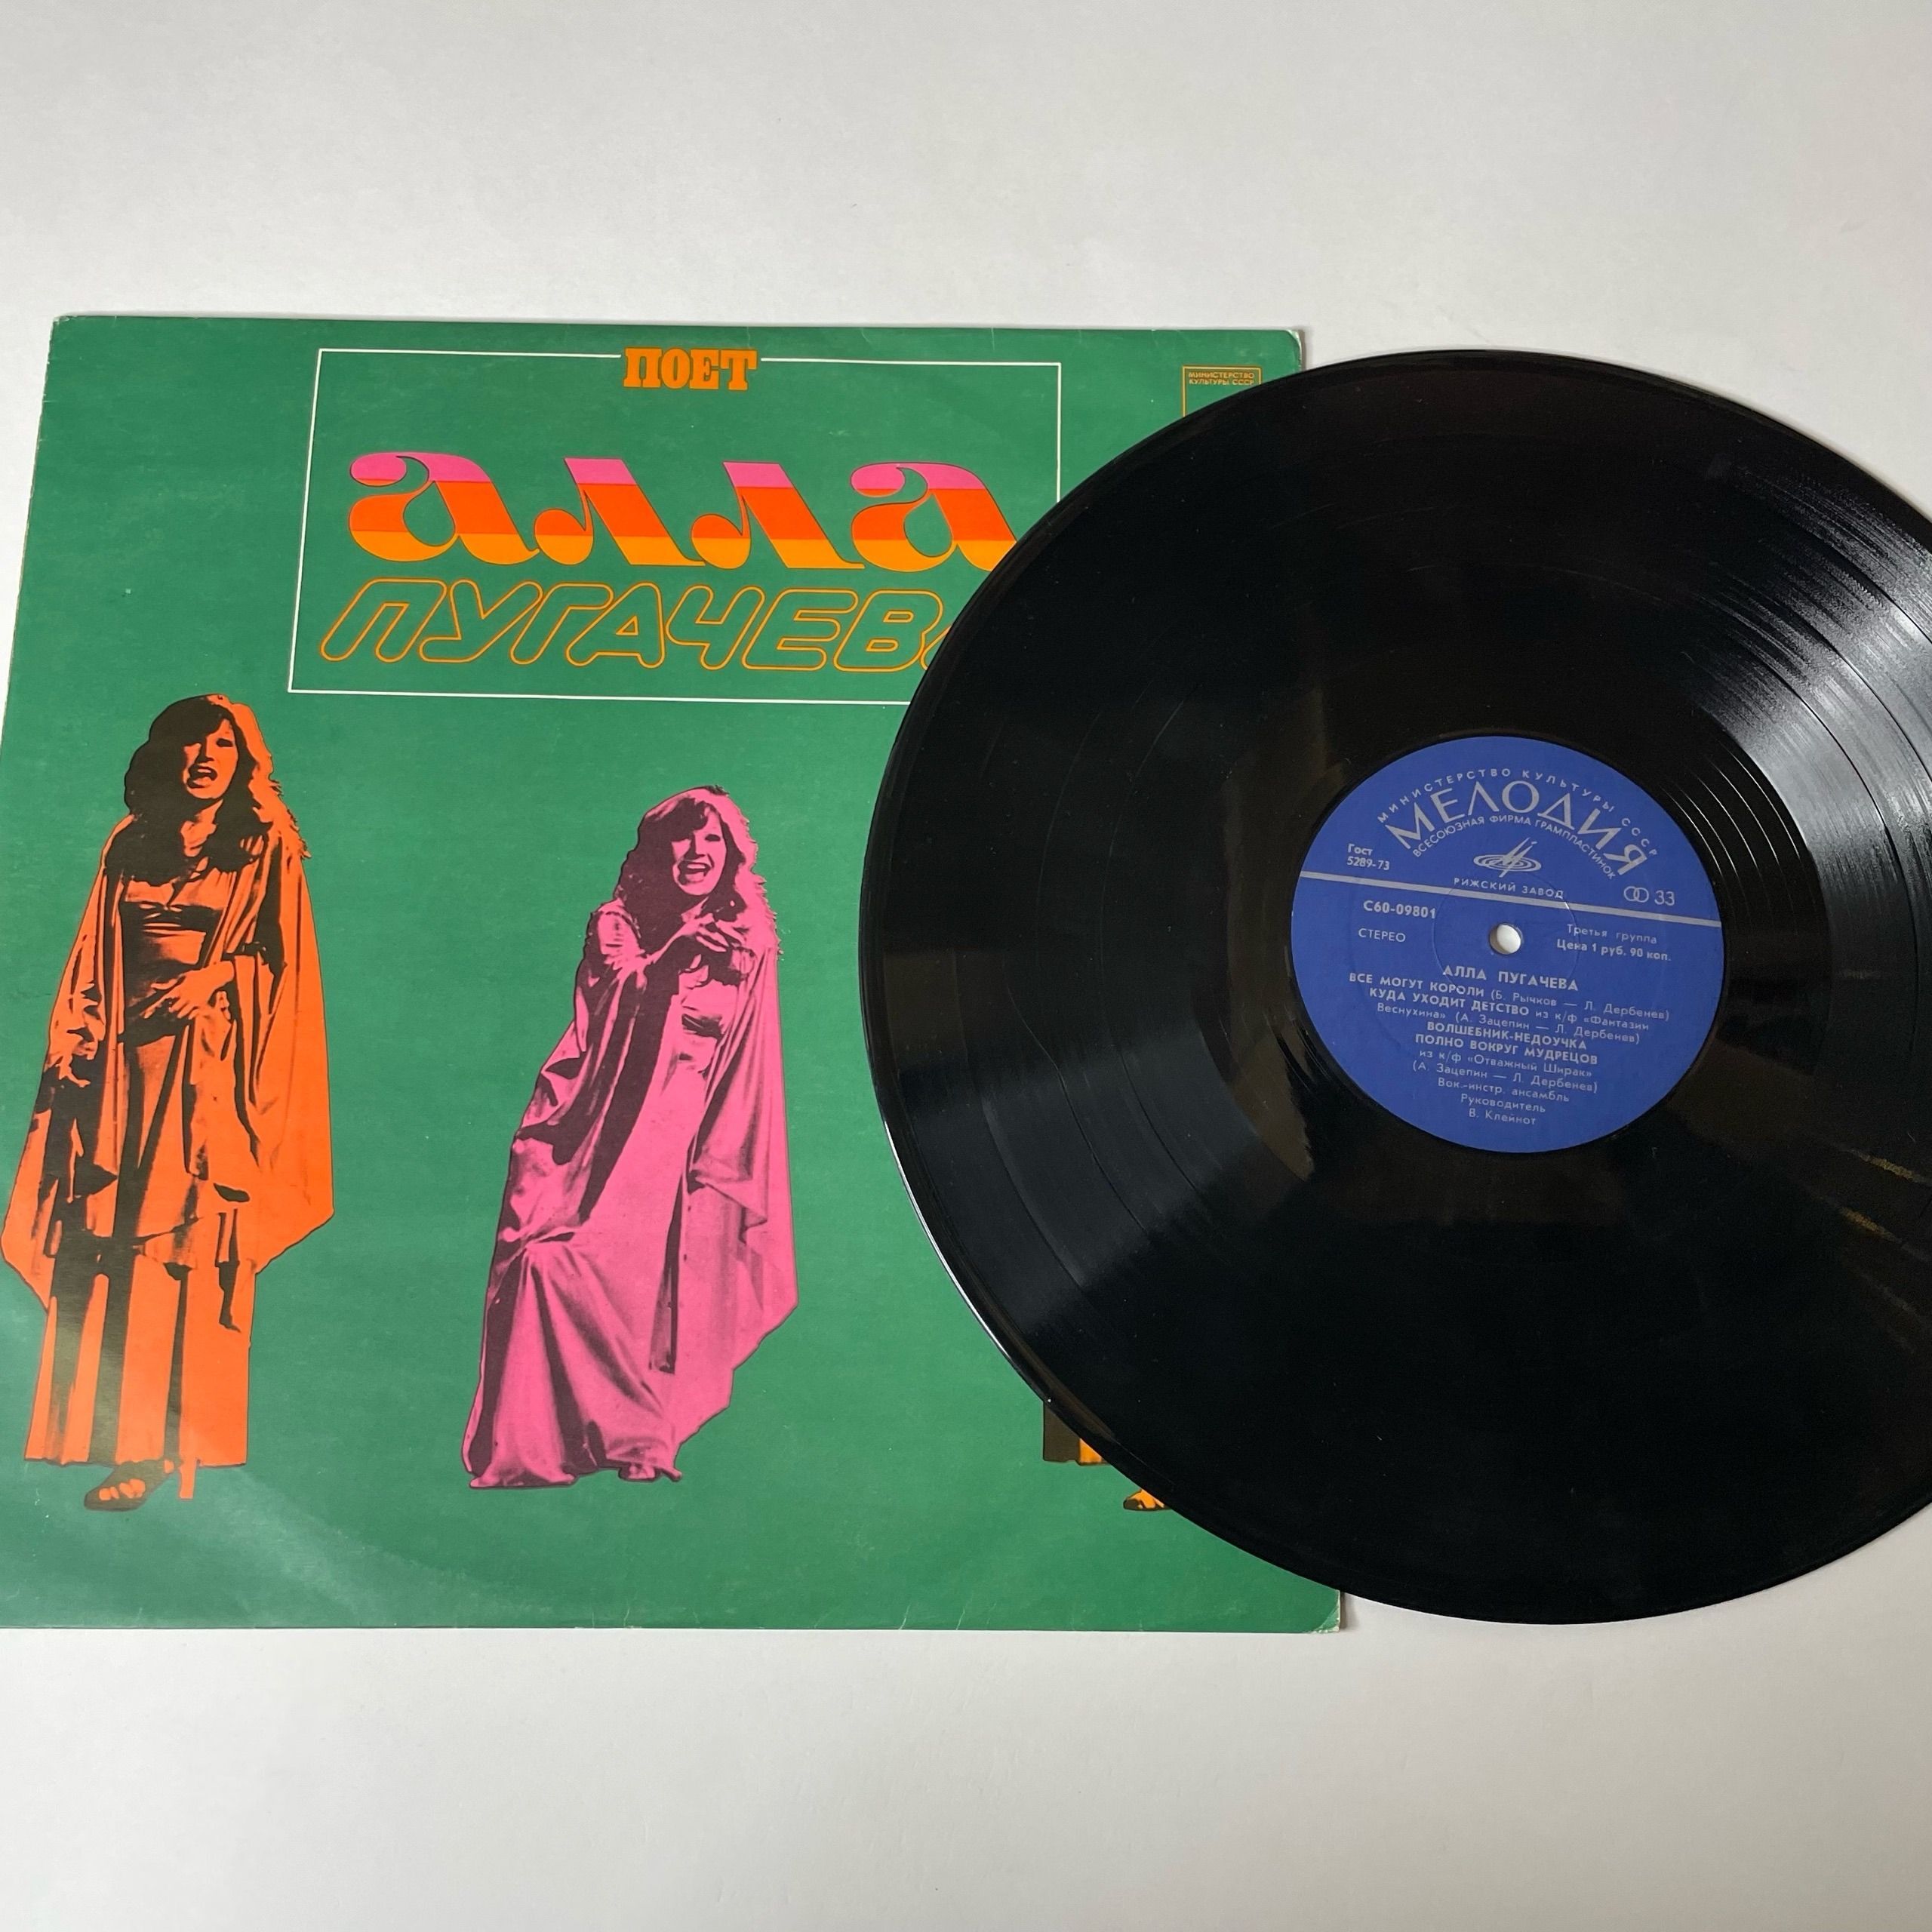 ПОЕТ
алла
ПУГАЧЕВ
МИНИСТЕРСТВО
КУЛЬТУРЫ СССР
МИНИСТЕРСТВО КУЛЬТУРЫ СССР
МЕЛОДИЯ
ВСЕСОЮЗНАЯ ФИРМА ГРАМПЛАСТИНОК
Гост
5289-73
РИЖСКИЙ ЗАВОД
33
С60-09801
СТЕРЕО
Третья группа
Цена 1 руб. 90 коп.
АЛЛА ПУГАЧЕВА
ВСЕ МОГУТ КОРОЛИ (Б. Рычков — Л. Дербенев)
КУДА УХОДИТ ДЕТСТВО из к/ф «Фантазии
Веснухина» (А. Зацепин — Л. Дербенев)
ВОЛШЕБНИК-НЕДОУЧКА
ПОЛНО ВОКРУГ МУДРЕЦОВ
из к/ф «Отважный Ширак»
(А. Зацепин — Л. Дербенев)
Вок.-инстр. ансамбль
Руководитель
В. Клейнот